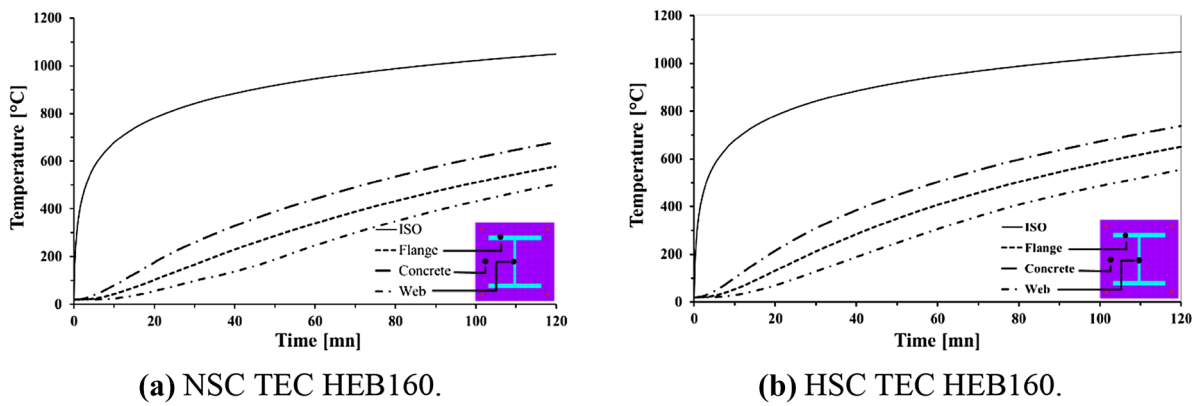 1200
1000
800
600
400
200
0
Temperature [°C]
ISO
Flange
Concrete
Web
0 20 40 60 80 100 120
Time [mn]
(a) NSC TEC HEB160.
1200
1000
800
600
400
200
0
Temperature [°C]
ISO
Flange
Concrete
Web
0 20 40 60 80 100 120
Time [mn]
(b) HSC TEC HEB160.